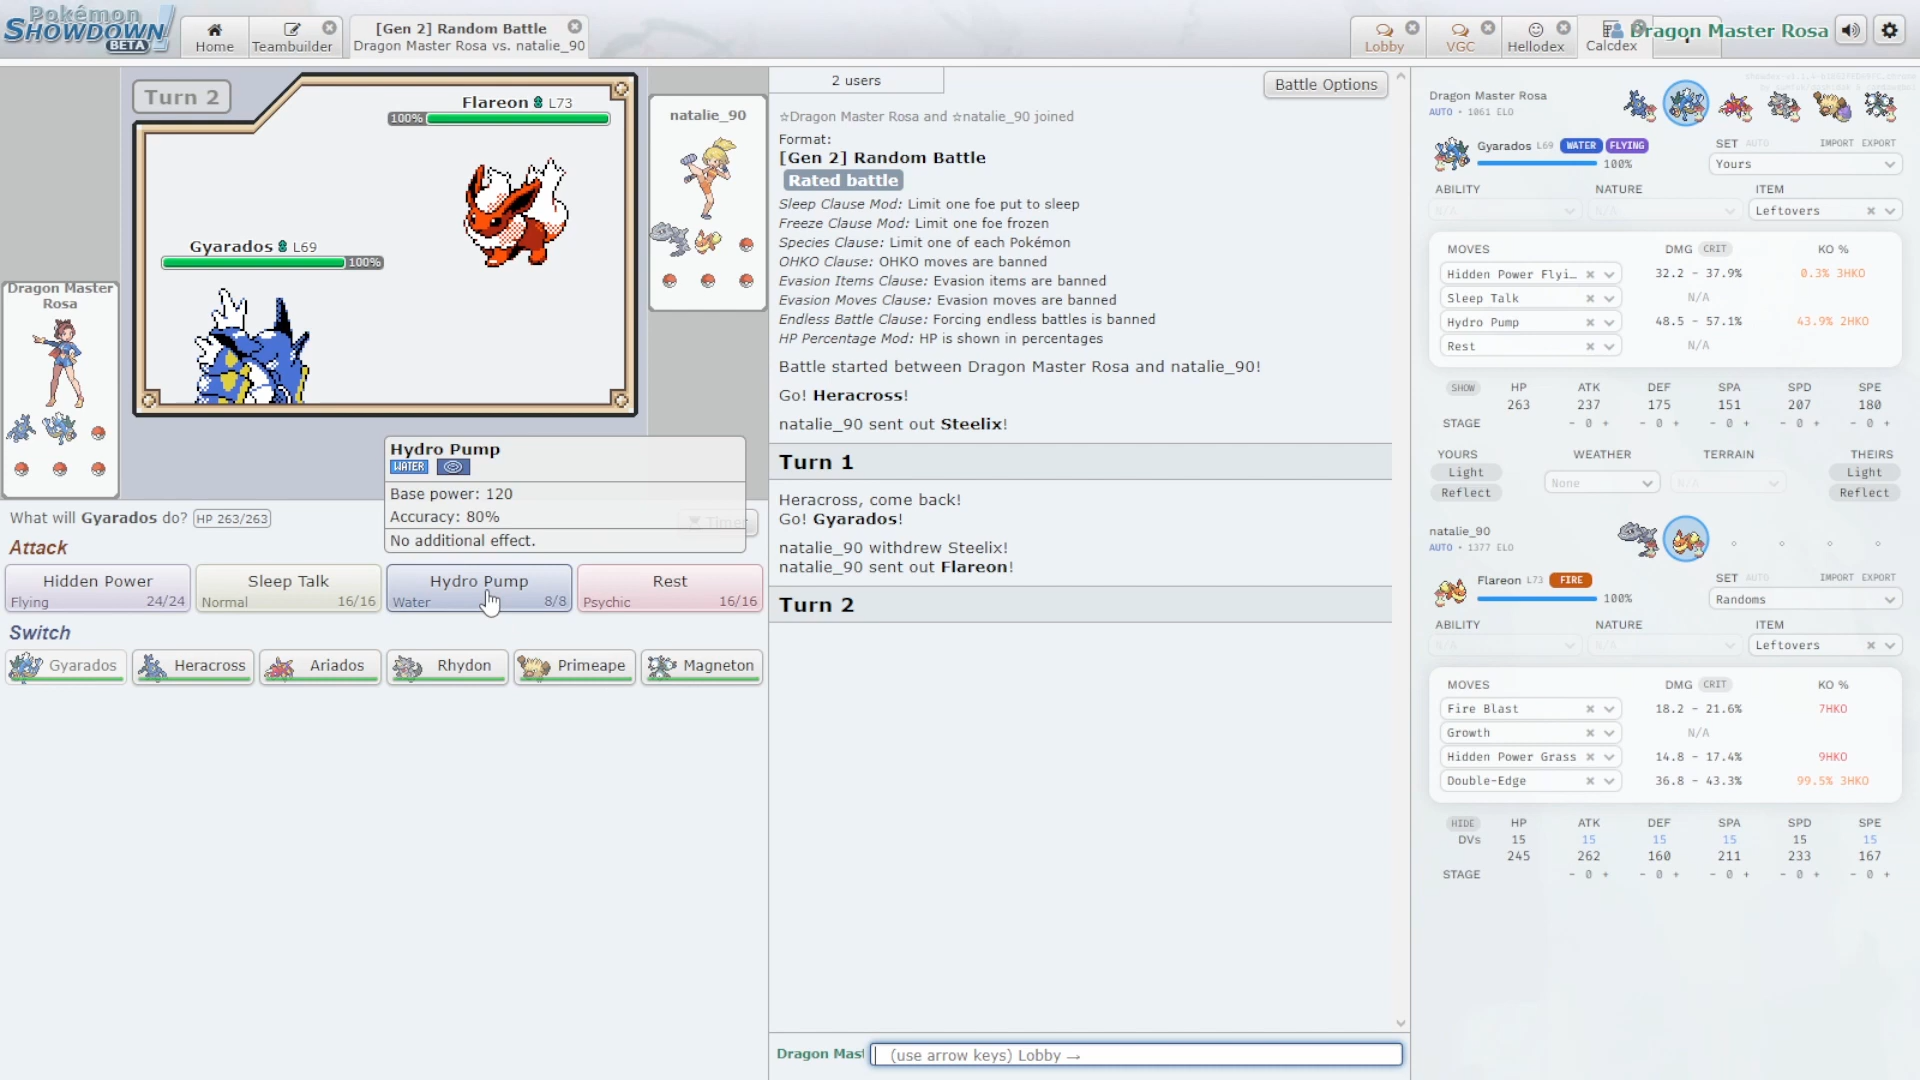 Pokémon
SHOWDOWN!
BETA
Home
Teambuilder
[Gen 2] Random Battle
Dragon Master Rosa vs. natalie_90
Lobby
VGC
Hellodex
Calcdex
Dragon Master Rosa
Turn 2
Flareon L73
100%
Gyarados L69
100%
Dragon Master
Rosa
natalie_90
Hydro Pump
WATER
Base power: 120
Accuracy: 80%
No additional effect.
What will Gyarados do? HP 263/263
Timer
Attack
Hidden Power
Flying 24/24
Sleep Talk
Normal 16/16
Hydro Pump
Water 8/8
Rest
Psychic 16/16
Switch
Gyarados
Heracross
Ariados
Rhydon
Primeape
Magneton
2 users
Battle Options
☆Dragon Master Rosa and ☆natalie_90 joined
Format:
[Gen 2] Random Battle
Rated battle
Sleep Clause Mod: Limit one foe put to sleep
Freeze Clause Mod: Limit one foe frozen
Species Clause: Limit one of each Pokémon
OHKO Clause: OHKO moves are banned
Evasion Items Clause: Evasion items are banned
Evasion Moves Clause: Evasion moves are banned
Endless Battle Clause: Forcing endless battles is banned
HP Percentage Mod: HP is shown in percentages
Battle started between Dragon Master Rosa and natalie_90!
Go! Heracross!
natalie_90 sent out Steelix!
Turn 1
Heracross, come back!
Go! Gyarados!
natalie_90 withdrew Steelix!
natalie_90 sent out Flareon!
Turn 2
Dragon Mast
(use arrow keys) Lobby →
Dragon Master Rosa
AUTO • 1061 ELO
Gyarados L69 WATER FLYING
100%
SET AUTO IMPORT EXPORT
Yours
ABILITY NATURE ITEM
N/A N/A Leftovers
MOVES DMG CRIT KO %
Hidden Power Flyi… 32.2 - 37.9% 0.3% 3HKO
Sleep Talk N/A
Hydro Pump 48.5 - 57.1% 43.9% 2HKO
Rest N/A
SHOW HP ATK DEF SPA SPD SPE
263 237 175 151 207 180
STAGE - 0 + - 0 + - 0 + - 0 + - 0 +
YOURS WEATHER TERRAIN THEIRS
Light None N/A Light
Reflect Reflect
natalie_90
AUTO • 1377 ELO
Flareon L73 FIRE
100%
SET AUTO IMPORT EXPORT
Randoms
ABILITY NATURE ITEM
N/A N/A Leftovers
MOVES DMG CRIT KO %
Fire Blast 18.2 - 21.6% 7HKO
Growth N/A
Hidden Power Grass 14.8 - 17.4% 9HKO
Double-Edge 36.8 - 43.3% 99.5% 3HKO
HIDE HP ATK DEF SPA SPD SPE
DVs 15 15 15 15 15 15
245 262 160 211 233 167
STAGE - 0 + - 0 + - 0 + - 0 + - 0 +